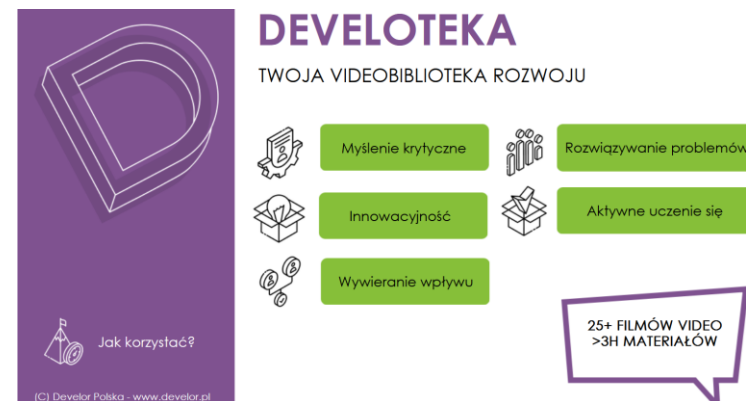 DEVELOTEKA
TWOJA VIDEOBIBLIOTEKA ROZWOJU
Myślenie krytyczne
Rozwiązywanie problemów
Innowacyjność
Aktywne uczenie się
Wywieranie wpływu
25+ FILMÓW VIDEO
>3H MATERIAŁÓW
Jak korzystać?
(C) Develor Polska - www.develor.pl